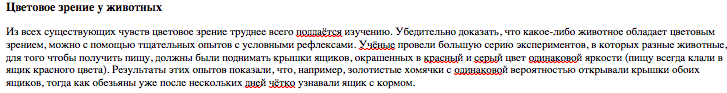 Цветовое зрение у животных
Из всех существующих чувств цветовое зрение труднее всего поддаётся изучению. Убедительно доказать, что какое-либо животное обладает цветовым
зрением, можно с помощью тщательных опытов с условными рефлексами. Учёные провели большую серию экспериментов, в которых разные животные,
для того чтобы получить пищу, должны были поднимать крышки ящиков, окрашенных в красный и серый цвет одинаковой яркости (пищу всегда клали в
ящик красного цвета). Результаты этих опытов показали, что, например, золотистые хомячки с одинаковой вероятностью открывали крышки обоих
ящиков, тогда как обезьяны уже после нескольких дней чётко узнавали ящик с кормом.